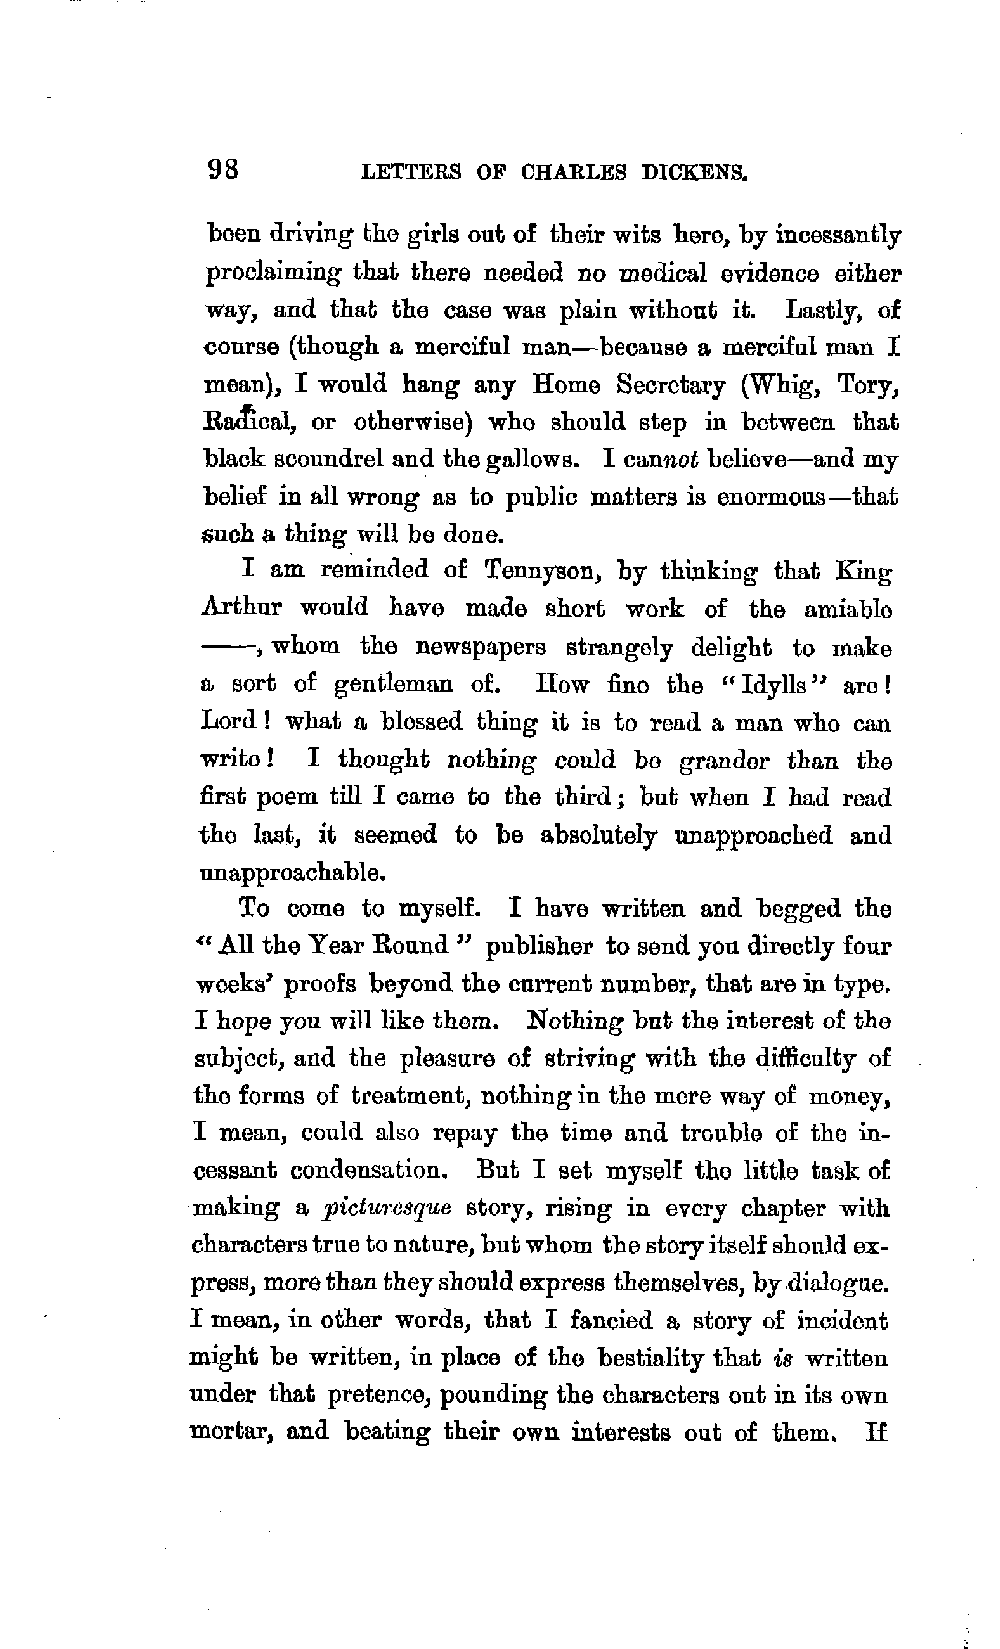 98 LETTERS OF CHARLES DICKENS.
been driving the girls out of their wits here, by incessantly
proclaiming that there needed no medical evidence either
way, and that the case was plain without it. Lastly, of
course (though a merciful man—because a merciful man I
mean), I would hang any Home Secretary (Whig, Tory,
Radical, or otherwise) who should step in between that
black scoundrel and the gallows. I cannot believe—and my
belief in all wrong as to public matters is enormous—that
such a thing will be done.
I am reminded of Tennyson, by thinking that King
Arthur would have made short work of the amiable
——, whom the newspapers strangely delight to make
a sort of gentleman of. How fine the “Idylls” are!
Lord! what a blessed thing it is to read a man who can
write! I thought nothing could be grander than the
first poem till I came to the third; but when I had read
the last, it seemed to be absolutely unapproached and
unapproachable.
To come to myself. I have written and begged the
“All the Year Round” publisher to send you directly four
weeks’ proofs beyond the current number, that are in type.
I hope you will like them. Nothing but the interest of the
subject, and the pleasure of striving with the difficulty of
the forms of treatment, nothing in the mere way of money,
I mean, could also repay the time and trouble of the in-
cessant condensation. But I set myself the little task of
making a picturesque story, rising in every chapter with
characters true to nature, but whom the story itself should ex-
press, more than they should express themselves, by dialogue.
I mean, in other words, that I fancied a story of incident
might be written, in place of the bestiality that is written
under that pretence, pounding the characters out in its own
mortar, and beating their own interests out of them. If